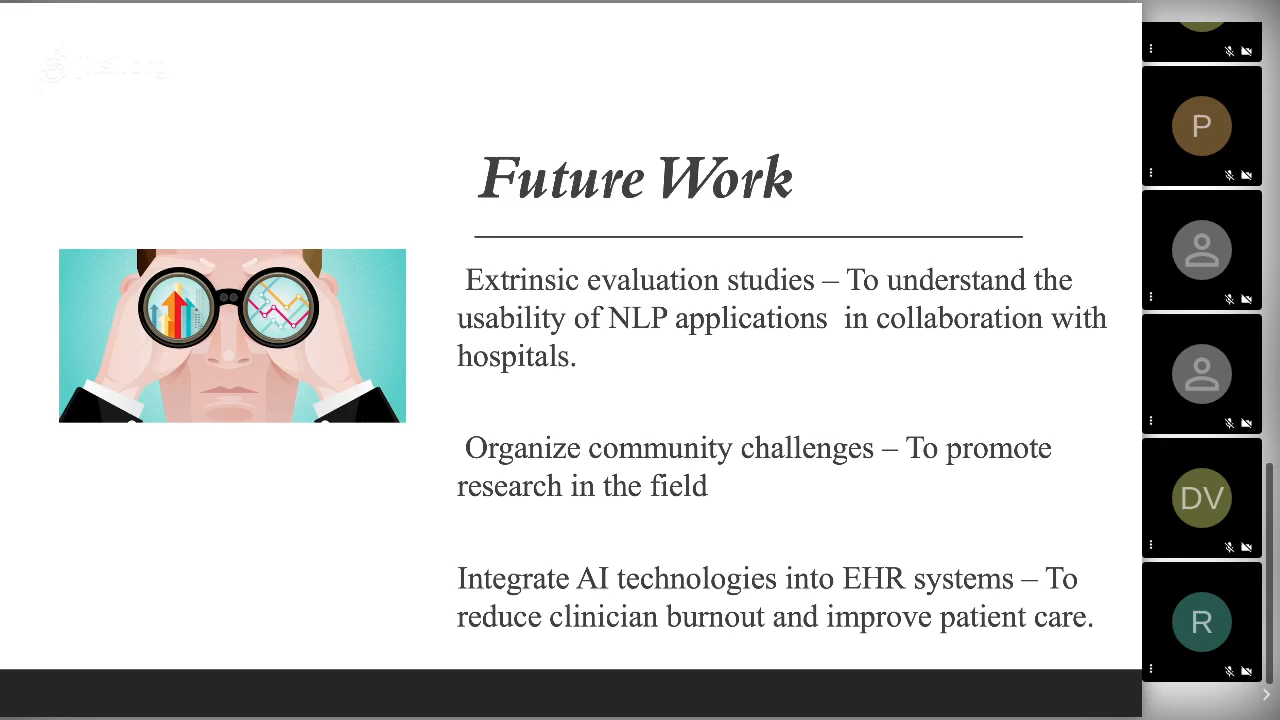 Future Work
Extrinsic evaluation studies – To understand the
usability of NLP applications in collaboration with
hospitals.
Organize community challenges – To promote
research in the field
Integrate AI technologies into EHR systems – To
reduce clinician burnout and improve patient care.
P
DV
R